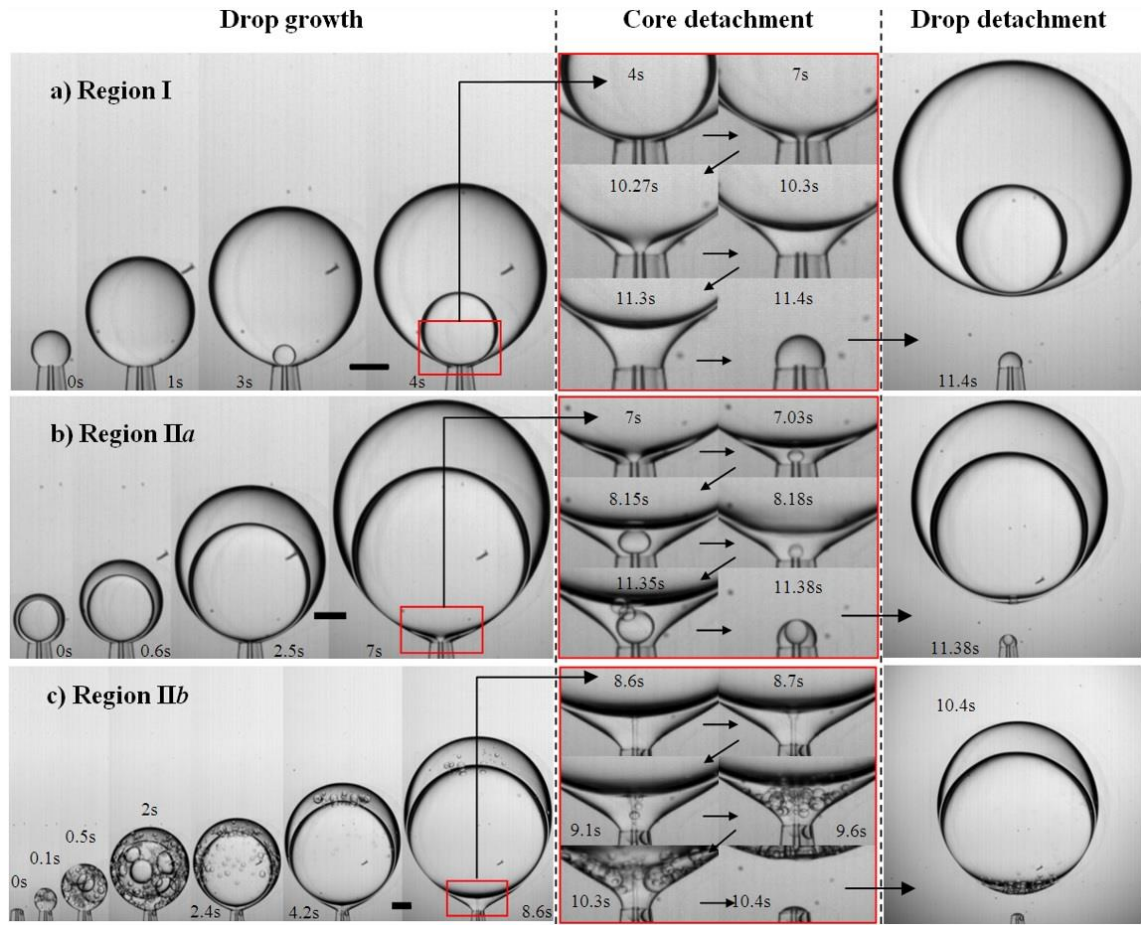 Drop growth
Core detachment
Drop detachment
a) Region I
0s
1s
3s
4s
4s
7s
10.27s
10.3s
11.3s
11.4s
11.4s
b) Region IIa
0s
0.6s
2.5s
7s
7s
7.03s
8.15s
8.18s
11.35s
11.38s
11.38s
c) Region IIb
0s
0.1s
0.5s
2s
2.4s
4.2s
8.6s
8.6s
8.7s
9.1s
9.6s
10.3s
10.4s
10.4s